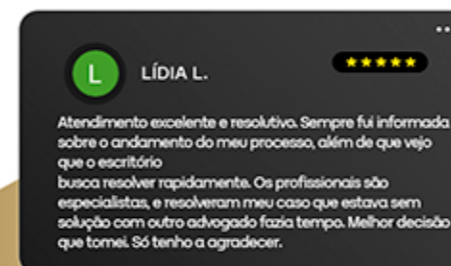 L
LÍDIA L.
Atendimento excelente e resolutivo. Sempre fui informada
sobre o andamento do meu processo, além de que vejo
que o escritório
busca resolver rapidamente. Os profissionais são
especialistas, e resolveram meu caso que estava sem
solução com outro advogado fazia tempo. Melhor decisão
que tomei. Só tenho a agradecer.